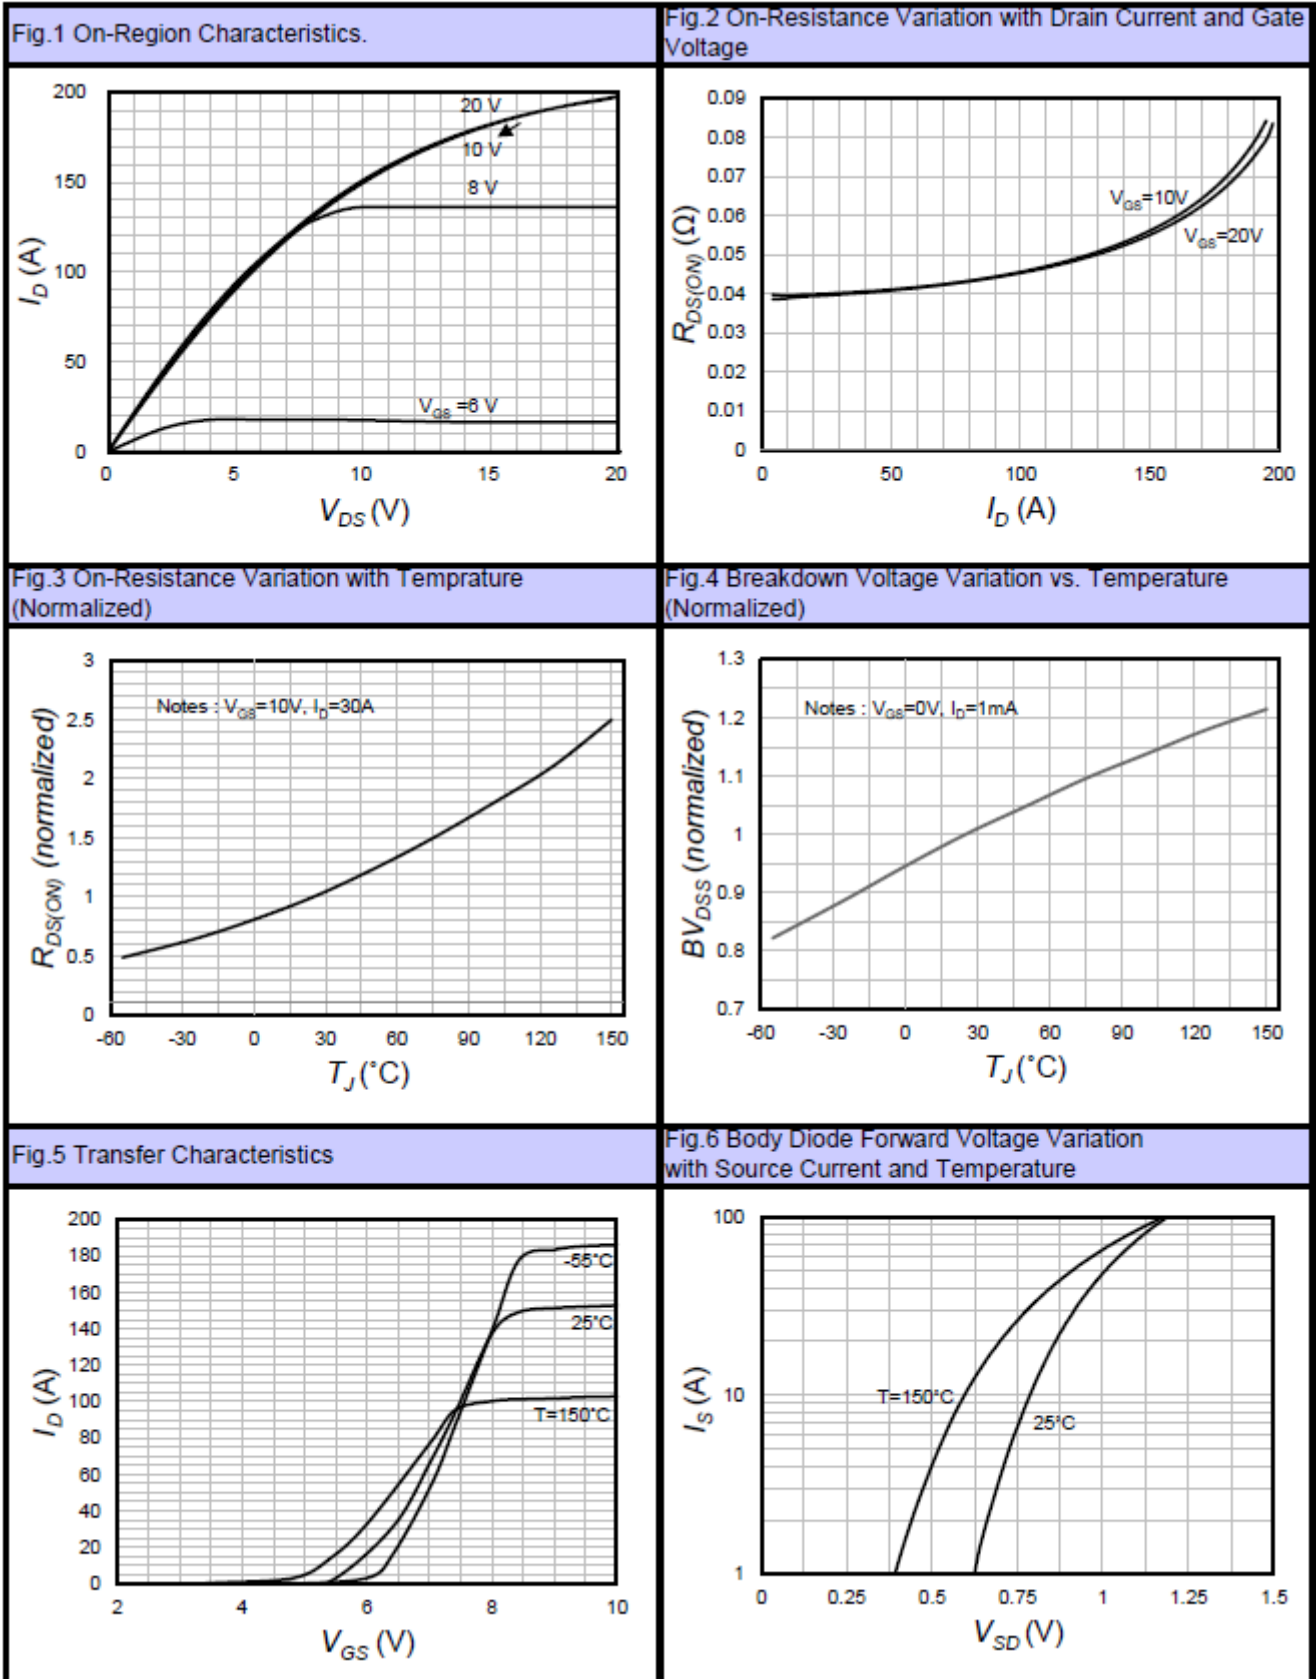 Fig.1 On-Region Characteristics.
200
150
100
50
0
0 5 10 15 20
20 V
10 V
8 V
V_GS =6 V
I_D (A)
V_DS (V)
Fig.2 On-Resistance Variation with Drain Current and Gate
Voltage
0.09
0.08
0.07
0.06
0.05
0.04
0.03
0.02
0.01
0
0 50 100 150 200
V_GS=10V
V_GS=20V
R_DS(ON) (Ω)
I_D (A)
Fig.3 On-Resistance Variation with Temprature
(Normalized)
3
2.5
2
1.5
1
0.5
0
-60 -30 0 30 60 90 120 150
Notes : V_GS=10V, I_D=30A
R_DS(ON) (normalized)
T_J (°C)
Fig.4 Breakdown Voltage Variation vs. Temperature
(Normalized)
1.3
1.2
1.1
1
0.9
0.8
0.7
-60 -30 0 30 60 90 120 150
Notes : V_GS=0V, I_D=1mA
BV_DSS (normalized)
T_J (°C)
Fig.5 Transfer Characteristics
200
180
160
140
120
100
80
60
40
20
0
2 4 6 8 10
-55°C
25°C
T=150°C
I_D (A)
V_GS (V)
Fig.6 Body Diode Forward Voltage Variation
with Source Current and Temperature
100
10
1
0 0.25 0.5 0.75 1 1.25 1.5
T=150°C
25°C
I_S (A)
V_SD (V)